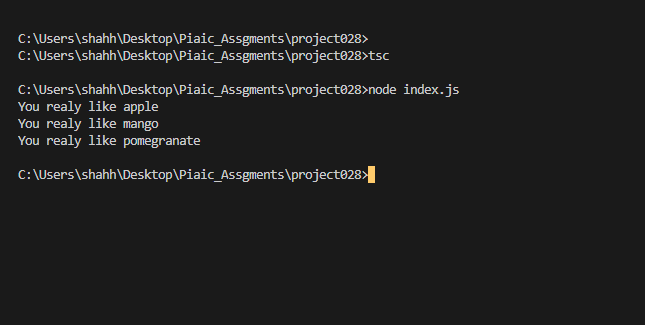 C:\Users\shahh\Desktop\Piaic_Assgments\project028>
C:\Users\shahh\Desktop\Piaic_Assgments\project028>tsc
C:\Users\shahh\Desktop\Piaic_Assgments\project028>node index.js
You realy like apple
You realy like mango
You realy like pomegranate
C:\Users\shahh\Desktop\Piaic_Assgments\project028>